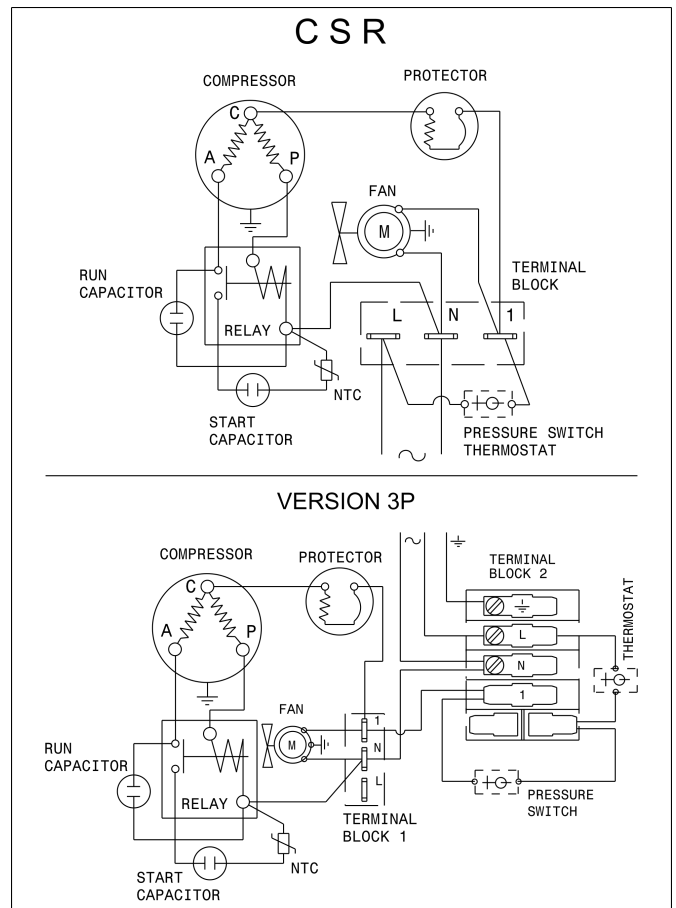 C S R
COMPRESSOR
PROTECTOR
C
A
P
FAN
M
RUN
CAPACITOR
TERMINAL
BLOCK
L N 1
RELAY
NTC
START
CAPACITOR
PRESSURE SWITCH
THERMOSTAT
VERSION 3P
COMPRESSOR
PROTECTOR
TERMINAL
BLOCK 2
C
A
P
L
THERMOSTAT
N
1
FAN
M
1
N
L
RUN
CAPACITOR
RELAY
TERMINAL
BLOCK 1
PRESSURE
SWITCH
NTC
START
CAPACITOR